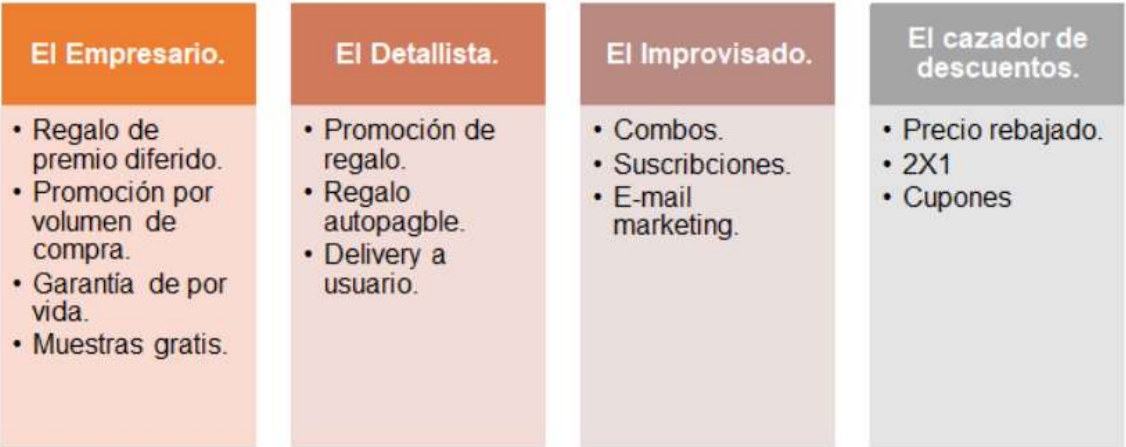 El Empresario.
• Regalo de
premio diferido.
• Promoción por
volumen de
compra.
• Garantía de por
vida.
• Muestras gratis.
El Detallista.
• Promoción de
regalo.
• Regalo
autopagble.
• Delivery a
usuario.
El Improvisado.
• Combos.
• Suscribciones.
• E-mail
marketing.
El cazador de
descuentos.
• Precio rebajado.
• 2X1
• Cupones